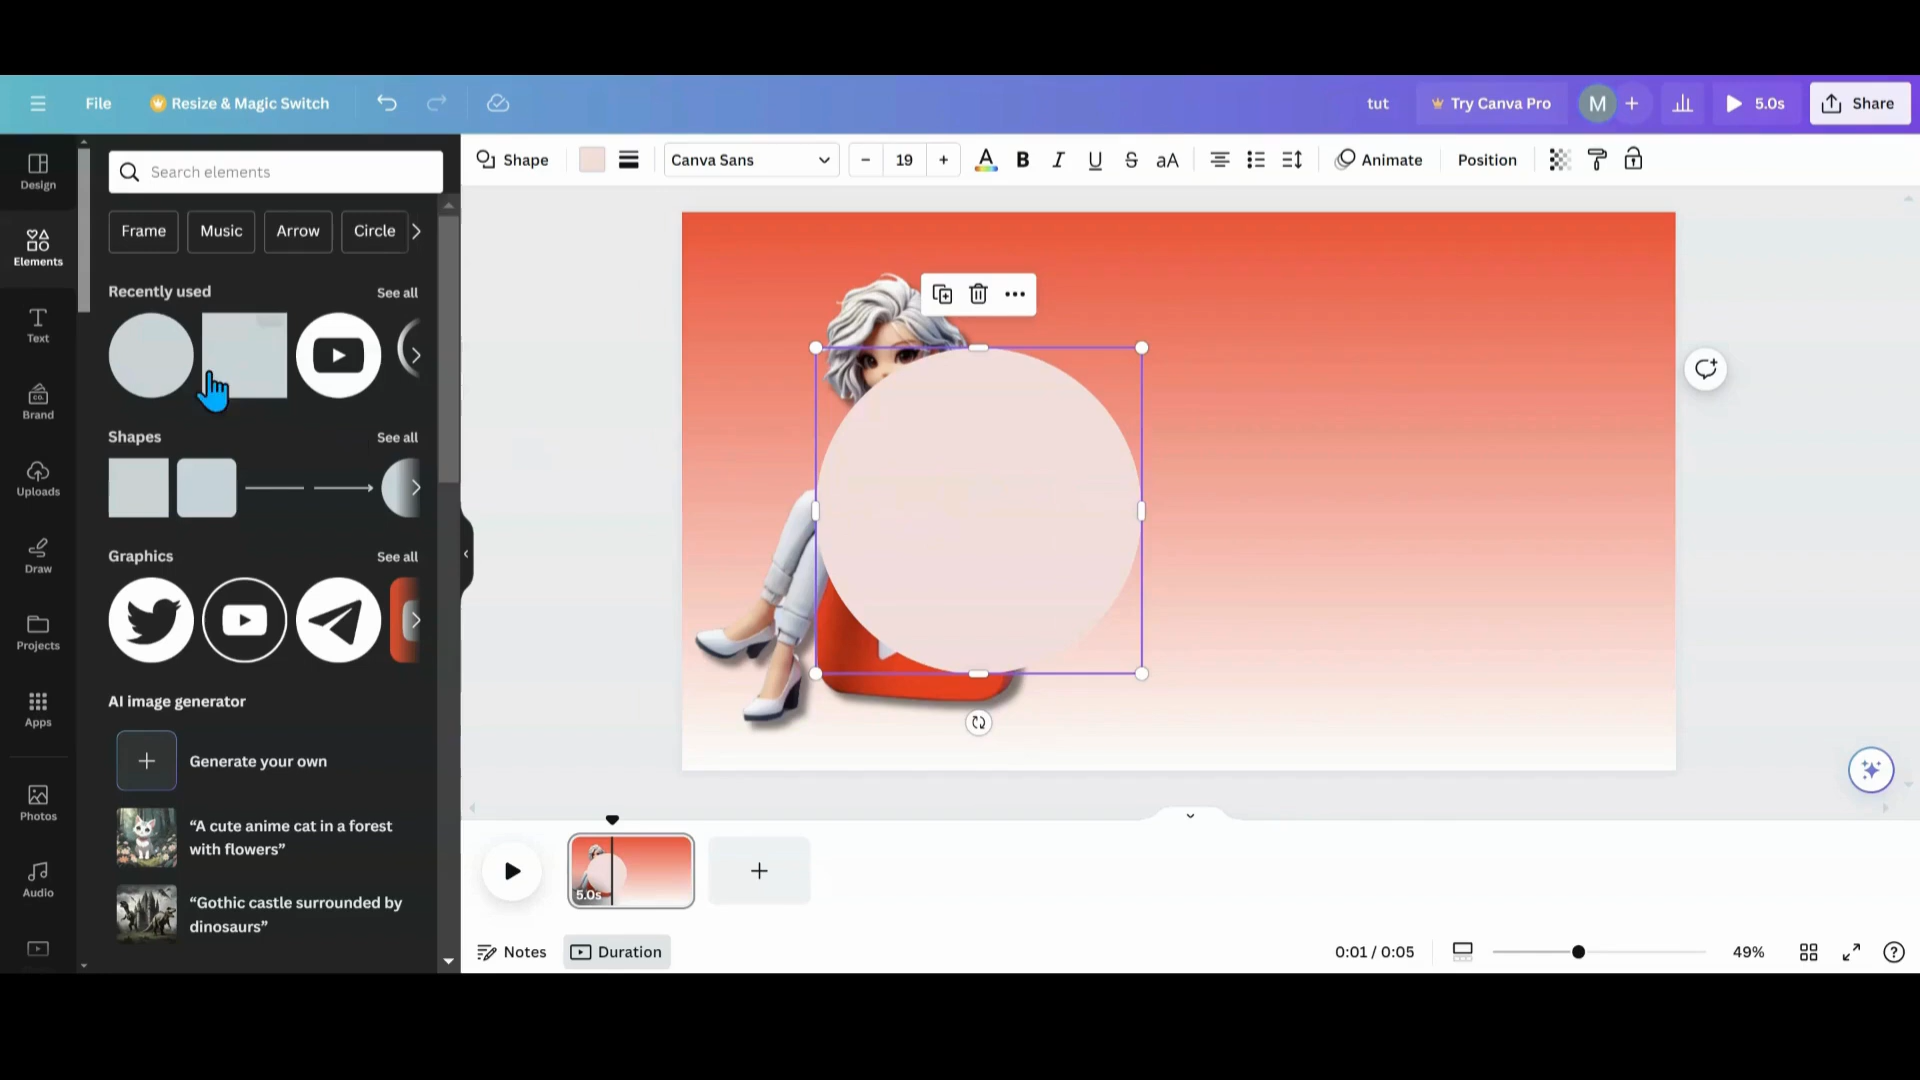 File
Resize & Magic Switch
tut
Try Canva Pro
M
5.0s
Share
Design
Elements
Text
Brand
Uploads
Draw
Projects
Apps
Photos
Audio
Search elements
Frame
Music
Arrow
Circle
Recently used
See all
Shapes
See all
Graphics
See all
AI image generator
Generate your own
“A cute anime cat in a forest
with flowers”
“Gothic castle surrounded by
dinosaurs”
Shape
Canva Sans
19
A
B
I
U
S
aA
Animate
Position
5.0s
Notes
Duration
0:01 / 0:05
49%